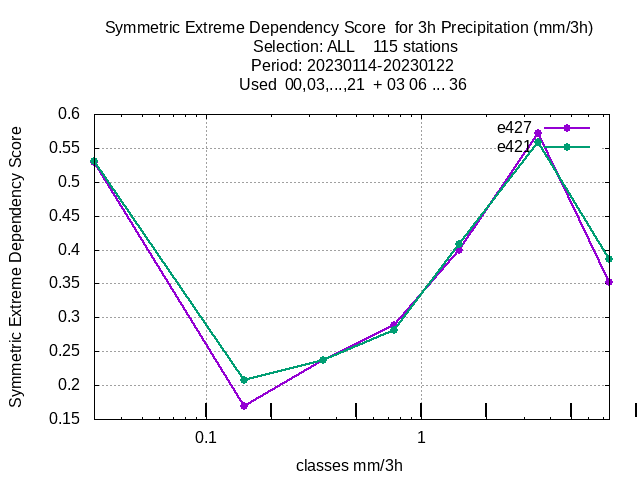 Symmetric Extreme Dependency Score  for 3h Precipitation (mm/3h)
Selection: ALL    115 stations
Period: 20230114-20230122
Used  00,03,...,21  + 03 06 ... 36
e427
e421
Symmetric Extreme Dependency Score
0.6
0.55
0.5
0.45
0.4
0.35
0.3
0.25
0.2
0.15
0.1
1
classes mm/3h